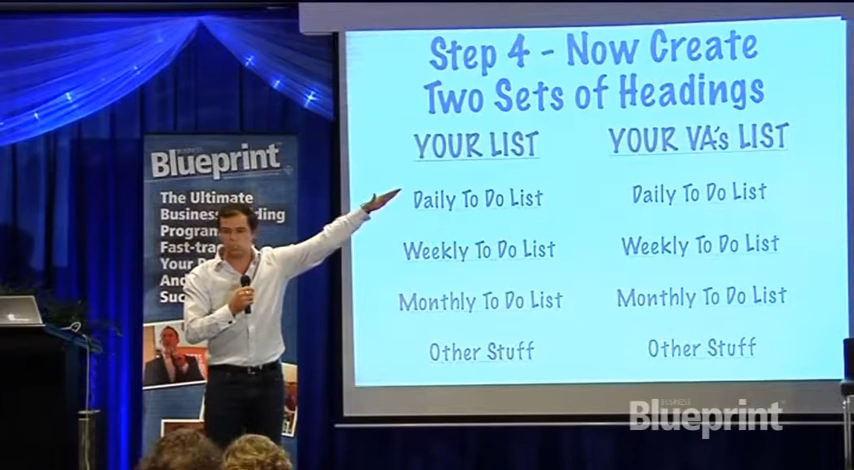 Step 4 - Now Create
Two Sets of Headings
YOUR LIST
YOUR VA's LIST
Daily To Do List
Daily To Do List
Weekly To Do List
Weekly To Do List
Monthly To Do List
Monthly To Do List
Other Stuff
Other Stuff
BUSINESS
Blueprint
The Ultimate
Business
Program
Fast-
Your
And
BUSINESS
Blueprint